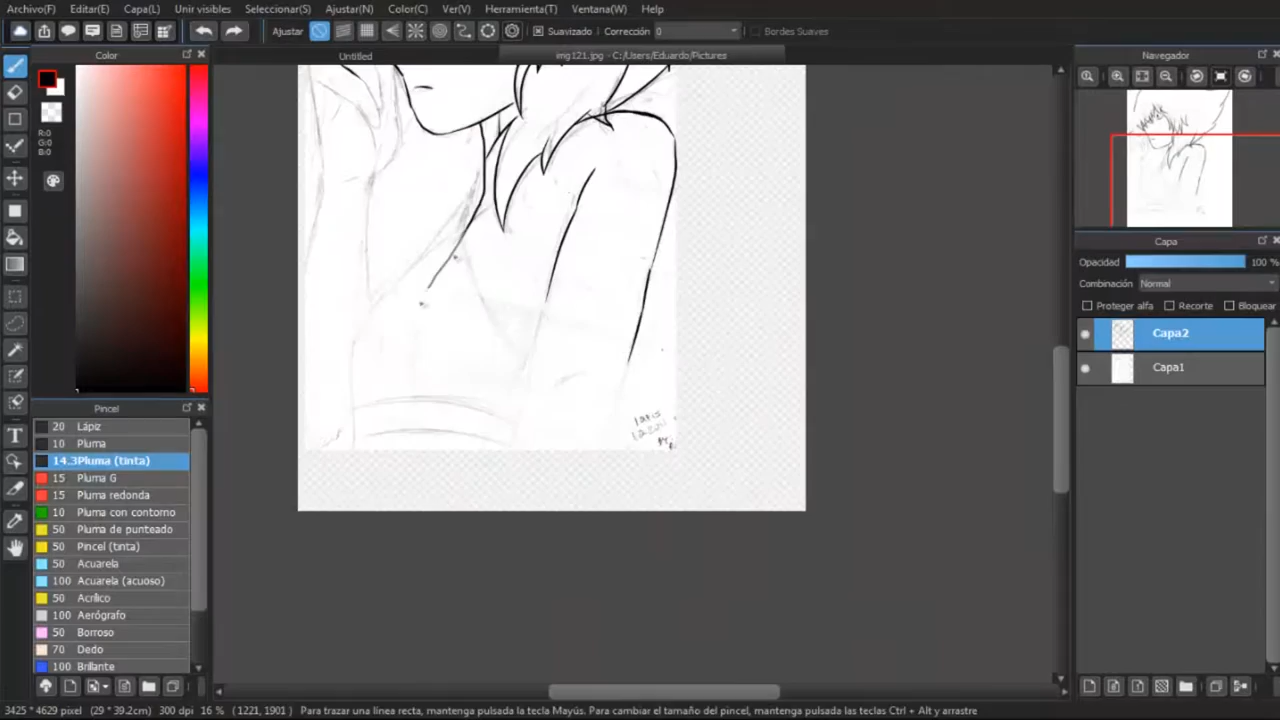 Archivo(F) Editar(E) Capa(L) Unir visibles Seleccionar(S) Ajustar(N) Color(C) Ver(V) Herramienta(T) Ventana(W) Help
Ajustar Suavizado Corrección 0 Bordes Suaves
Untitled img121.jpg - C:/Users/Eduardo/Pictures
Color
R:0
G:0
B:0
Pincel
20 Lápiz
10 Pluma
14.3 Pluma (tinta)
15 Pluma G
15 Pluma redonda
10 Pluma con contorno
50 Pluma de punteado
50 Pincel (tinta)
50 Acuarela
100 Acuarela (acuoso)
50 Acrílico
100 Aerógrafo
50 Borroso
70 Dedo
100 Brillante
Navegador
Capa
Opacidad 100 %
Combinación Normal
Proteger alfa Recorte Bloquear
Capa2
Capa1
3425 * 4629 pixel (29 * 39.2cm) 300 dpi 16 % (1221, 1901) Para trazar una línea recta, mantenga pulsada la tecla Mayús. Para cambiar el tamaño del pincel, mantenga pulsadas las teclas Ctrl + Alt y arrastre